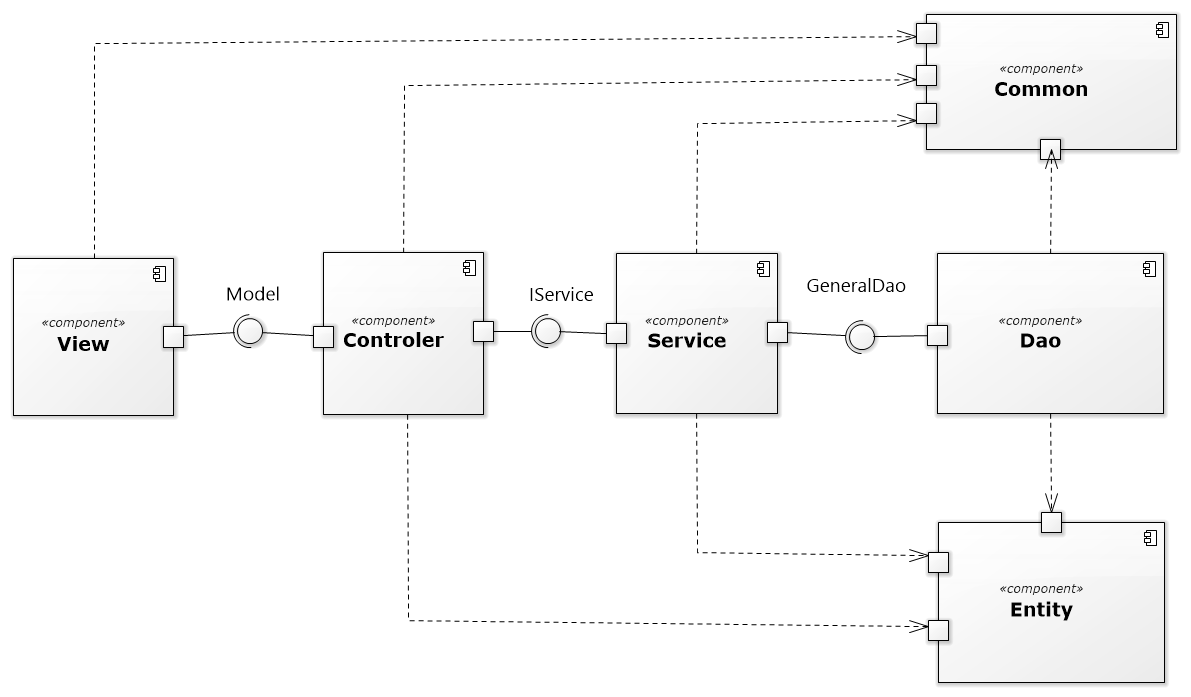 «component»
Common
Model
IService
GeneralDao
«component»
View
«component»
Controler
«component»
Service
«component»
Dao
«component»
Entity